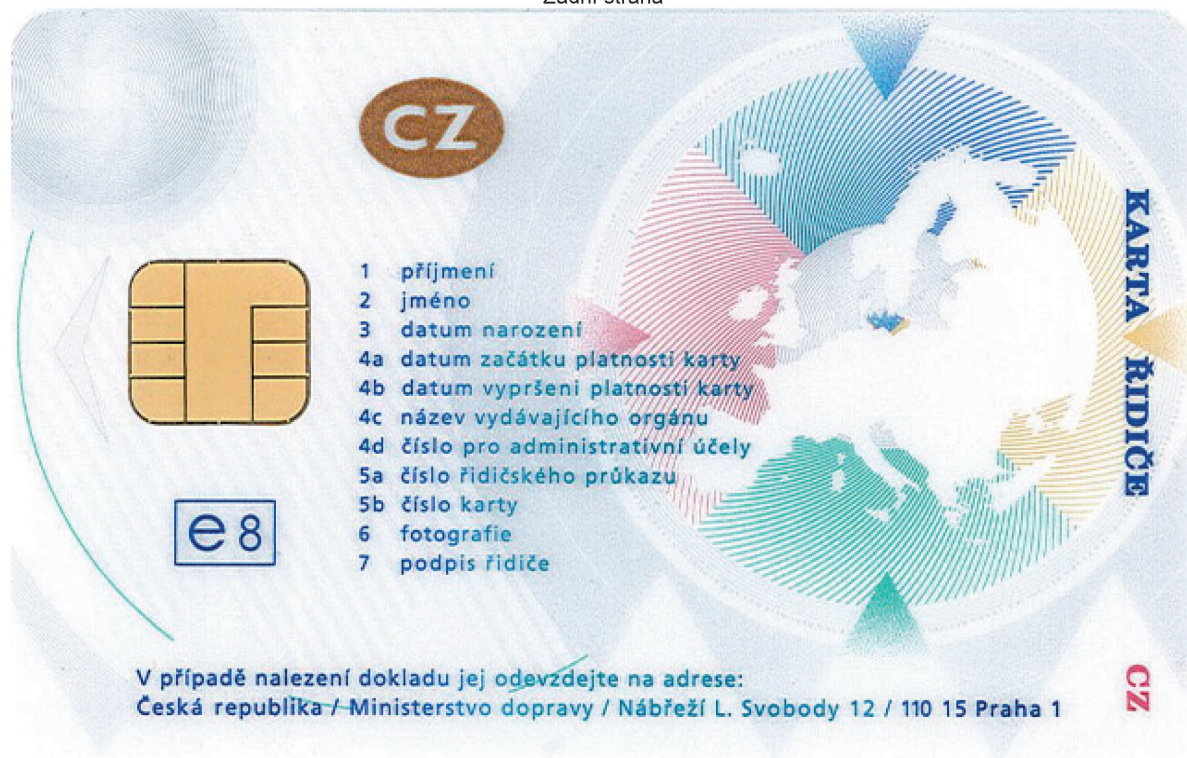 Zadní strana
CZ
1 příjmení
2 jméno
3 datum narození
4a datum začátku platnosti karty
4b datum vypršeni platnosti karty
4c název vydávajícího orgánu
4d číslo pro administrativní účely
5a číslo řidičského průkazu
5b číslo karty
6 fotografie
7 podpis řidiče
e8
V případě nalezení dokladu jej odevzdejte na adrese:
Česká republika / Ministerstvo dopravy / Nábřeží L. Svobody 12 / 110 15 Praha 1
KARTA ŘIDIČE
CZ